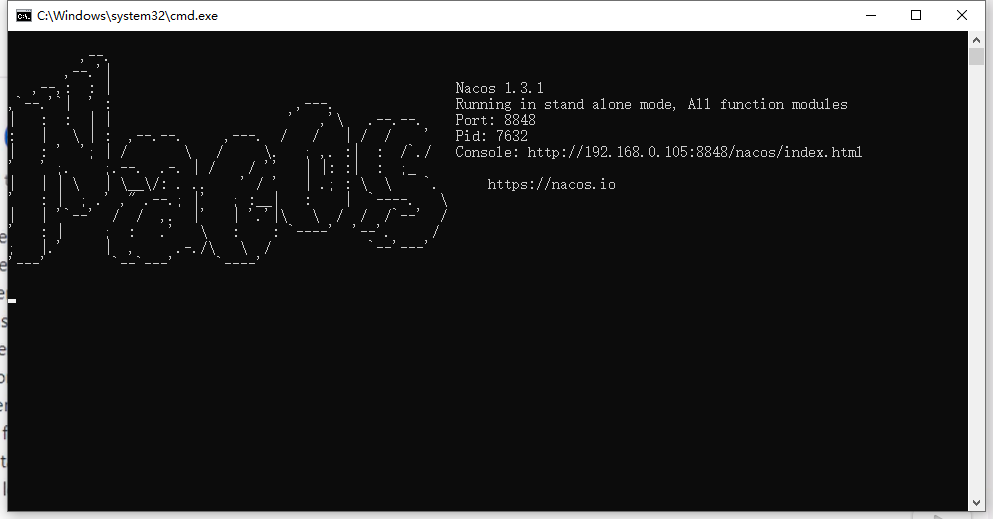 C:\Windows\system32\cmd.exe
Nacos 1.3.1
Running in stand alone mode, All function modules
Port: 8848
Pid: 7632
Console: http://192.168.0.105:8848/nacos/index.html
https://nacos.io